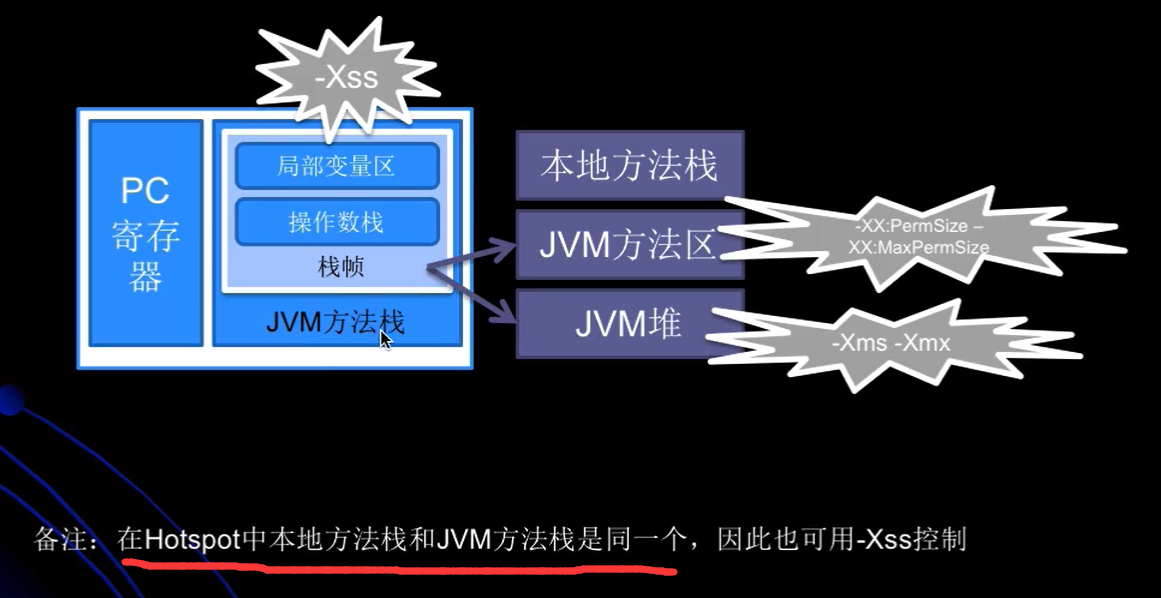 -Xss
PC
寄存
器
局部变量区
操作数栈
栈帧
JVM方法栈
本地方法栈
JVM方法区
JVM堆
-XX:PermSize –
XX:MaxPermSize
-Xms -Xmx
备注：在Hotspot中本地方法栈和JVM方法栈是同一个，因此也可用-Xss控制